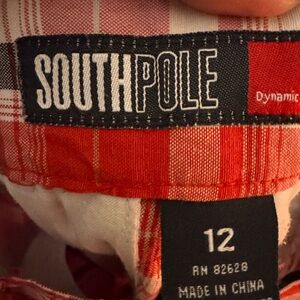 SOUTHPOLE
Dynamic
12
RN 82628
MADE IN CHINA